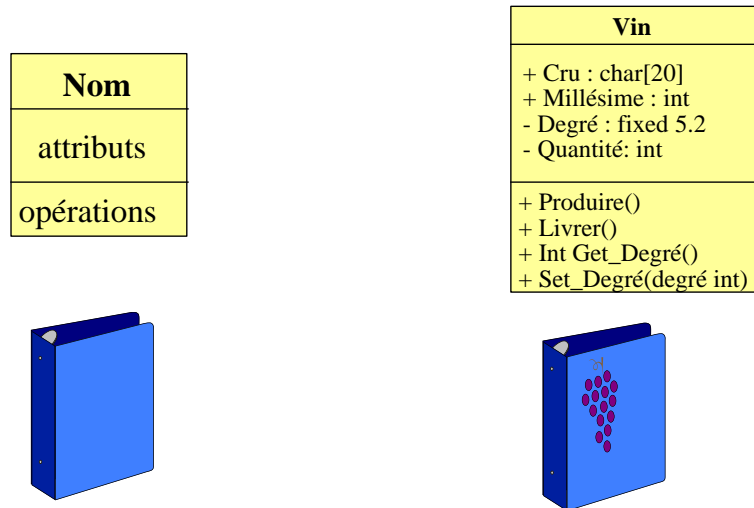 Nom
attributs
opérations
Vin
+ Cru : char[20]
+ Millésime : int
- Degré : fixed 5.2
- Quantité: int
+ Produire()
+ Livrer()
+ Int Get_Degré()
+ Set_Degré(degré int)